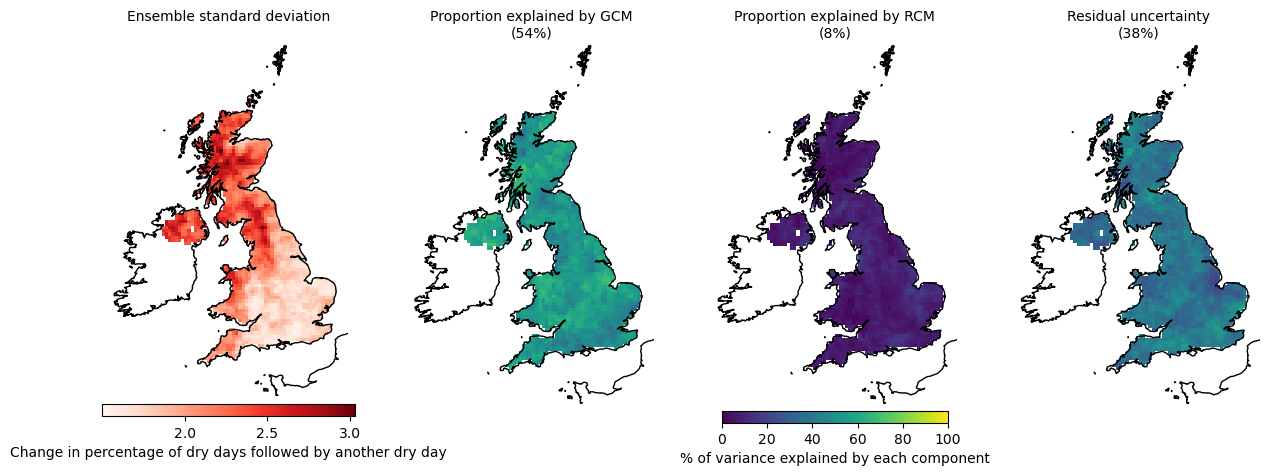 Ensemble standard deviation
Proportion explained by GCM
(54%)
Proportion explained by RCM
(8%)
Residual uncertainty
(38%)
2.0 2.5 3.0
Change in percentage of dry days followed by another dry day
0 20 40 60 80 100
% of variance explained by each component